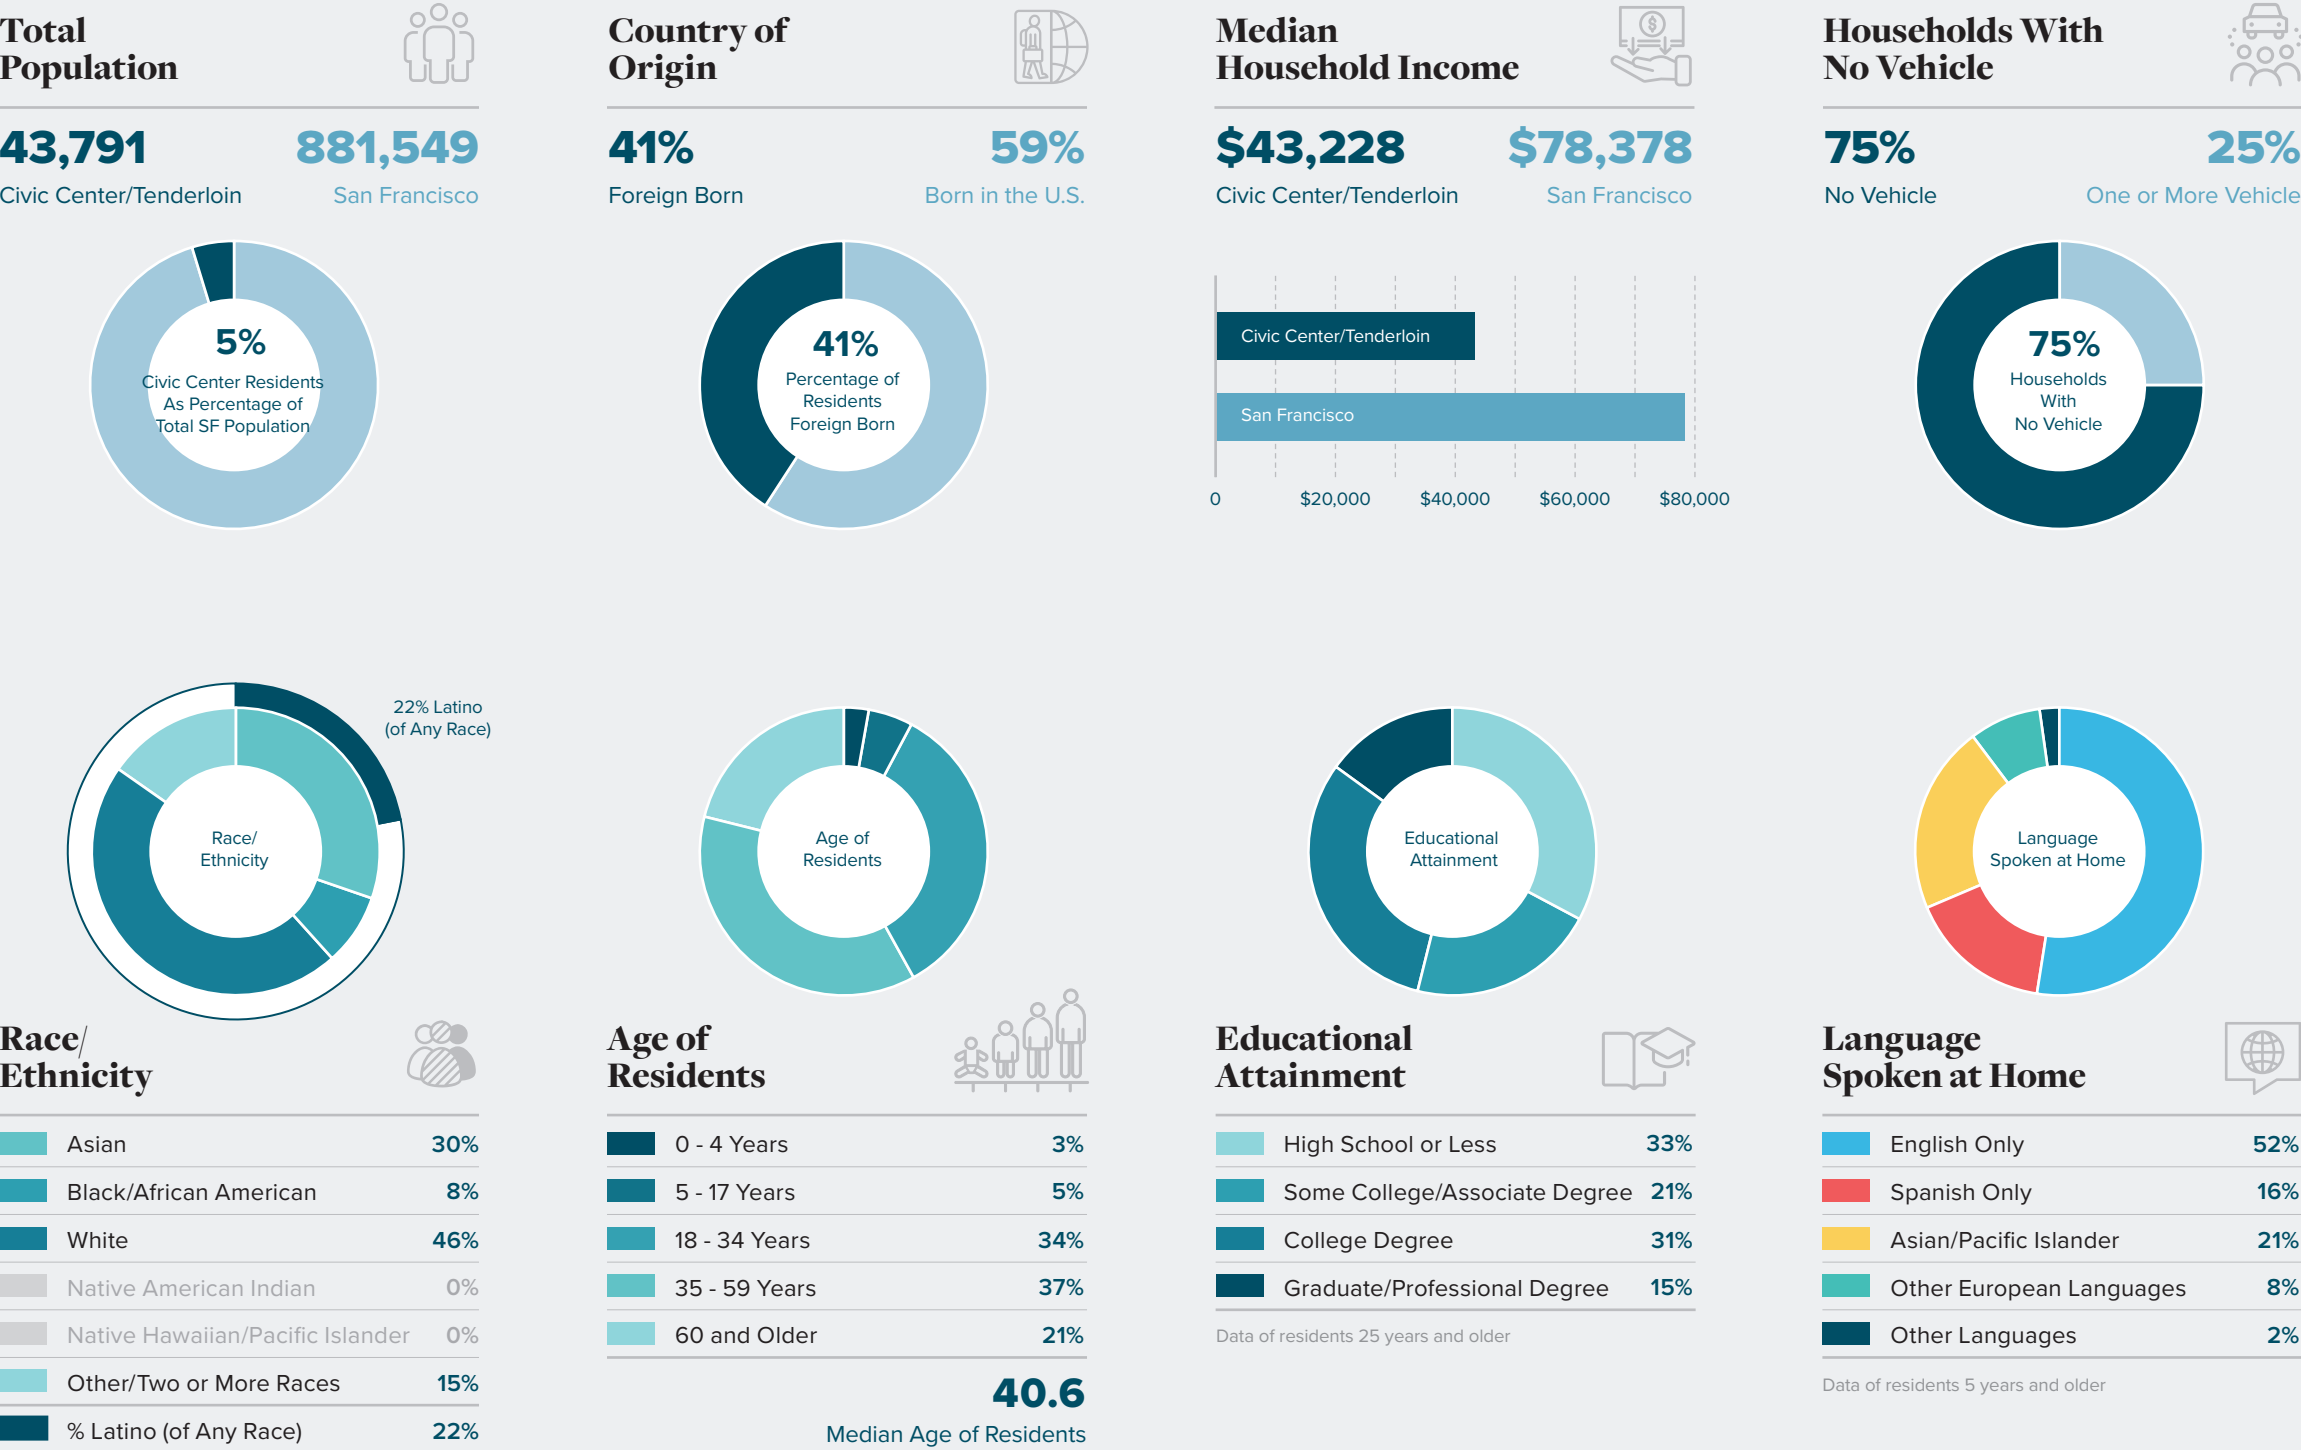 Total
Population
43,791
881,549
Civic Center/Tenderloin
San Francisco
5%
Civic Center Residents
As Percentage of
Total SF Population
Country of
Origin
41%
59%
Foreign Born
Born in the U.S.
41%
Percentage of
Residents
Foreign Born
Median
Household Income
$
$43,228
$78,378
Civic Center/Tenderloin
San Francisco
Civic Center/Tenderloin
San Francisco
0
$20,000
$40,000
$60,000
$80,000
Households With
No Vehicle
75%
25%
No Vehicle
One or More Vehicle
75%
Households
With
No Vehicle
22% Latino
(of Any Race)
Race/
Ethnicity
Race/
Ethnicity
Asian 30%
Black/African American 8%
White 46%
Native American Indian 0%
Native Hawaiian/Pacific Islander 0%
Other/Two or More Races 15%
% Latino (of Any Race) 22%
Age of
Residents
Age of
Residents
0 - 4 Years 3%
5 - 17 Years 5%
18 - 34 Years 34%
35 - 59 Years 37%
60 and Older 21%
40.6
Median Age of Residents
Educational
Attainment
Educational
Attainment
High School or Less 33%
Some College/Associate Degree 21%
College Degree 31%
Graduate/Professional Degree 15%
Data of residents 25 years and older
Language
Spoken at Home
Language
Spoken at Home
English Only 52%
Spanish Only 16%
Asian/Pacific Islander 21%
Other European Languages 8%
Other Languages 2%
Data of residents 5 years and older